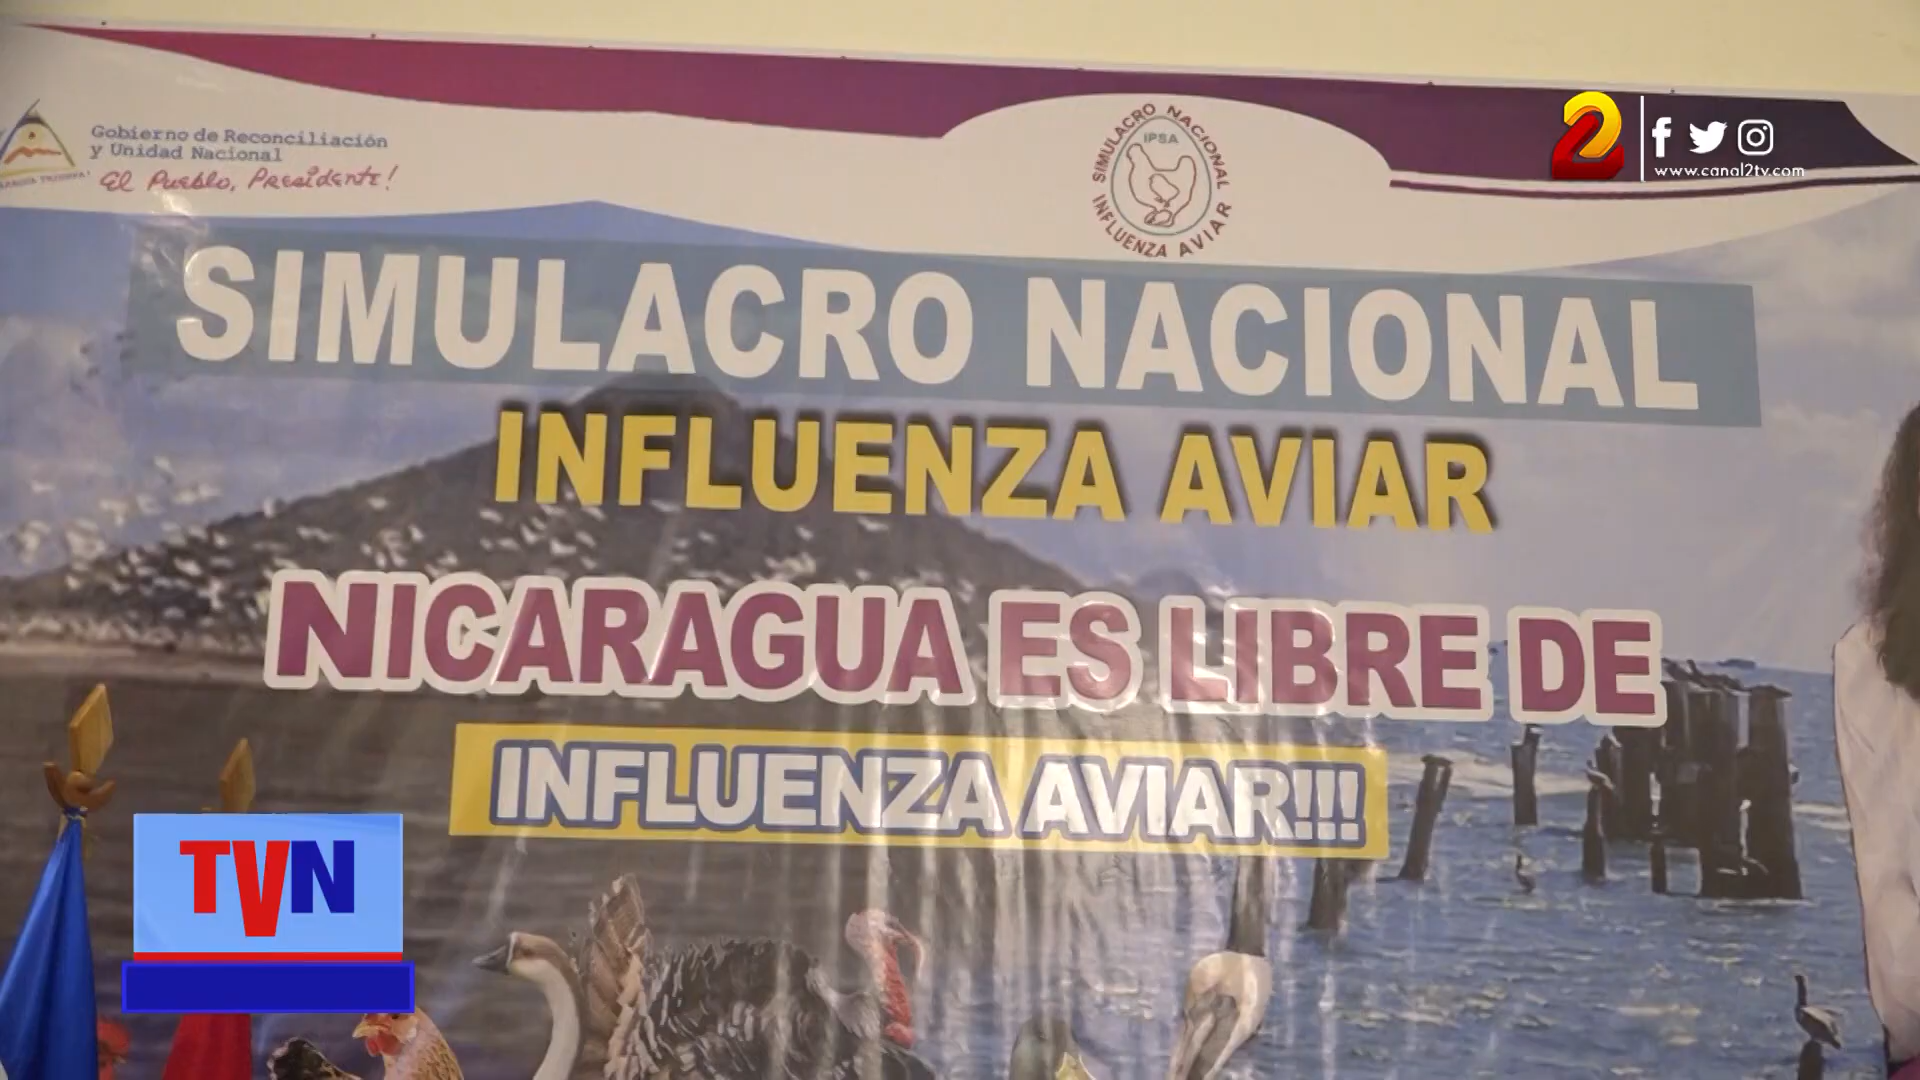 Gobierno de Reconciliación
y Unidad Nacional
El Pueblo, Presidente!
SIMULACRO NACIONAL
IPSA
INFLUENZA AVIAR
2
www.canal2tv.com
SIMULACRO NACIONAL
INFLUENZA AVIAR
NICARAGUA ES LIBRE DE
INFLUENZA AVIAR!!!
TVN